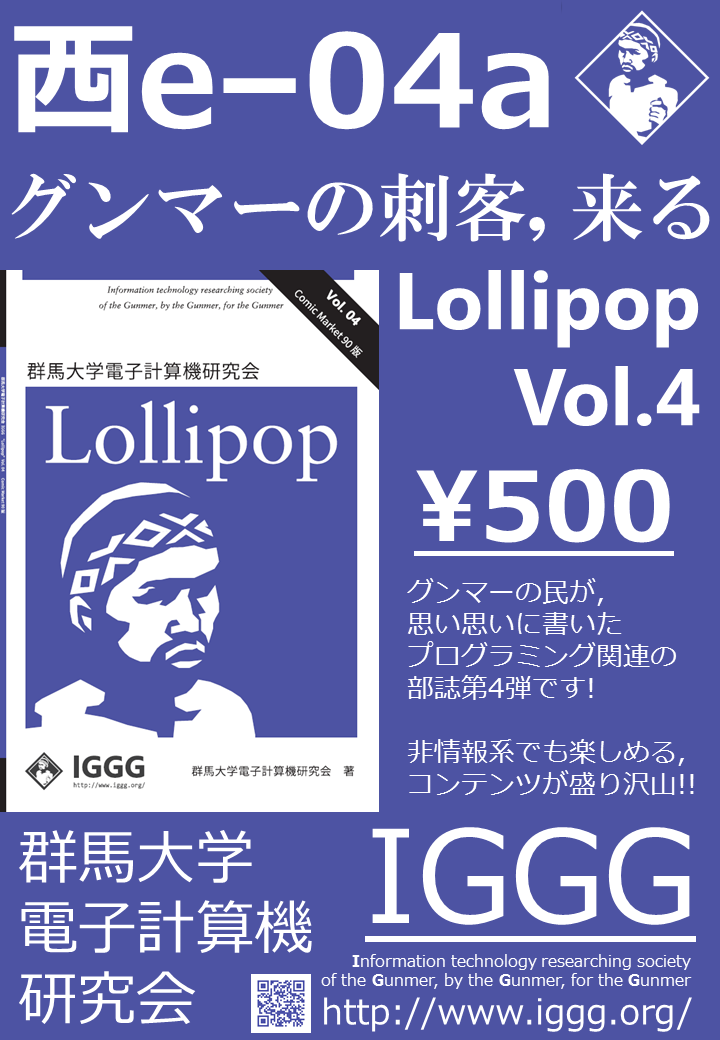 西e－04a
グンマーの刺客，来る
Information technology researching society
of the Gunmer, by the Gunmer, for the Gunmer
Vol. 04
Comic Market 90 版
群馬大学電子計算機研究会
Lollipop
IGGG
http://www.iggg.org/
群馬大学電子計算機研究会　著
Lollipop
Vol.4
¥500
グンマーの民が,
思い思いに書いた
プログラミング関連の
部誌第4弾です!
非情報系でも楽しめる,
コンテンツが盛り沢山!!
群馬大学
電子計算機
研究会
IGGG
Information technology researching society
of the Gunmer, by the Gunmer, for the Gunmer
http://www.iggg.org/